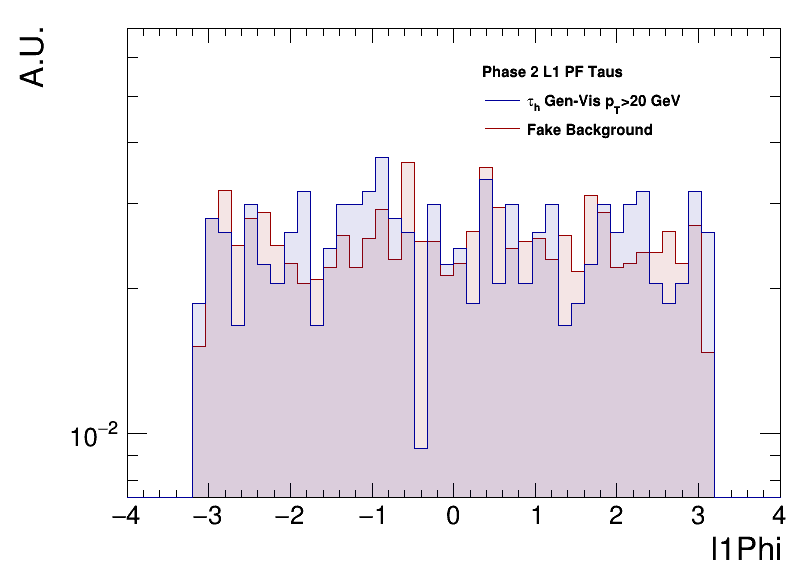 A.U.
Phase 2 L1 PF Taus
τh Gen-Vis pT>20 GeV
Fake Background
10−2
−4 −3 −2 −1 0 1 2 3 4
l1Phi